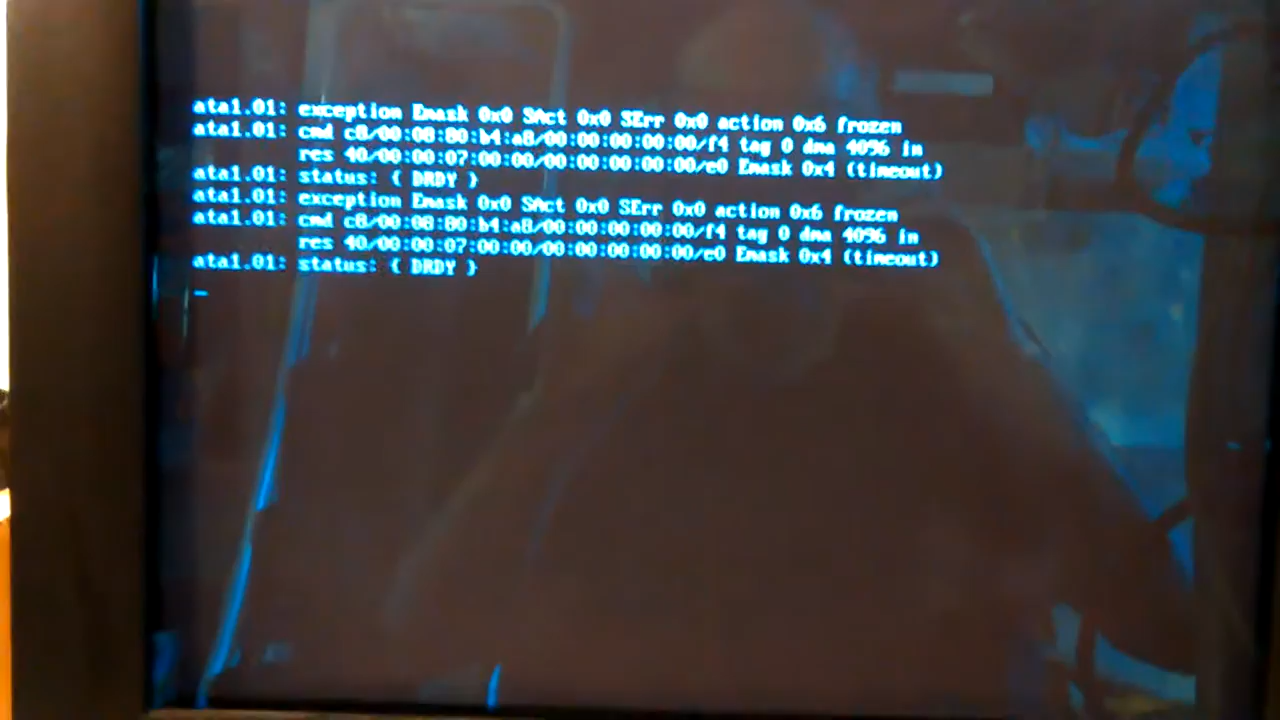 ata1.01: exception Emask 0x0 SAct 0x0 SErr 0x0 action 0x6 frozen
ata1.01: cmd c8/00:08:80:b4:a8/00:00:00:00:00/f4 tag 0 dma 4096 in
res 40/00:00:07:00:00/00:00:00:00:00/e0 Emask 0x4 (timeout)
ata1.01: status: { DRDY }
ata1.01: exception Emask 0x0 SAct 0x0 SErr 0x0 action 0x6 frozen
ata1.01: cmd c8/00:08:80:b4:a8/00:00:00:00:00/f4 tag 0 dma 4096 in
res 40/00:00:07:00:00/00:00:00:00:00/e0 Emask 0x4 (timeout)
ata1.01: status: { DRDY }